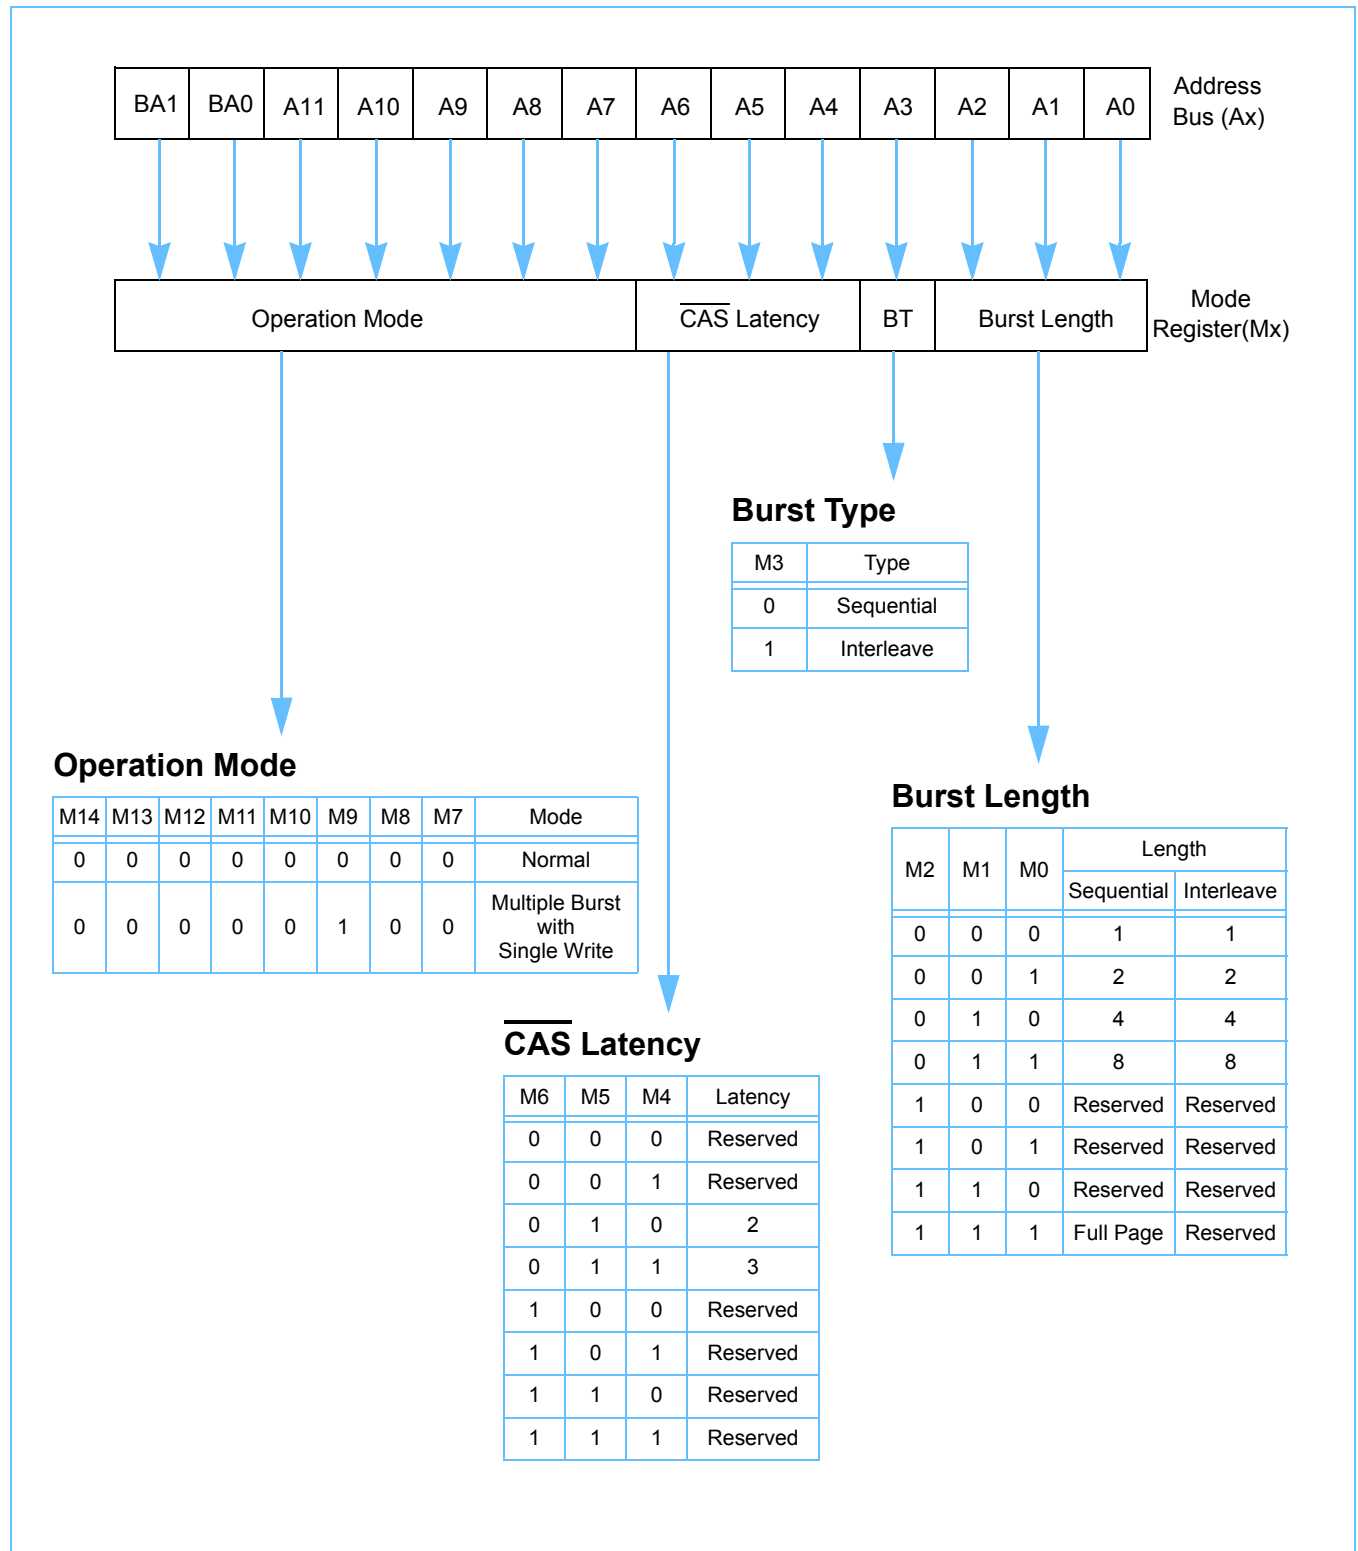 BA1 BA0 A11 A10 A9 A8 A7 A6 A5 A4 A3 A2 A1 A0
Address
Bus (Ax)
Operation Mode CAS Latency BT Burst Length
Mode
Register(Mx)
Burst Type
M3 Type
0 Sequential
1 Interleave
Operation Mode
M14 M13 M12 M11 M10 M9 M8 M7 Mode
0 0 0 0 0 0 0 0 Normal
0 0 0 0 0 1 0 0 Multiple Burst
with
Single Write
Burst Length
M2 M1 M0 Length
Sequential Interleave
0 0 0 1 1
0 0 1 2 2
0 1 0 4 4
0 1 1 8 8
1 0 0 Reserved Reserved
1 0 1 Reserved Reserved
1 1 0 Reserved Reserved
1 1 1 Full Page Reserved
CAS Latency
M6 M5 M4 Latency
0 0 0 Reserved
0 0 1 Reserved
0 1 0 2
0 1 1 3
1 0 0 Reserved
1 0 1 Reserved
1 1 0 Reserved
1 1 1 Reserved